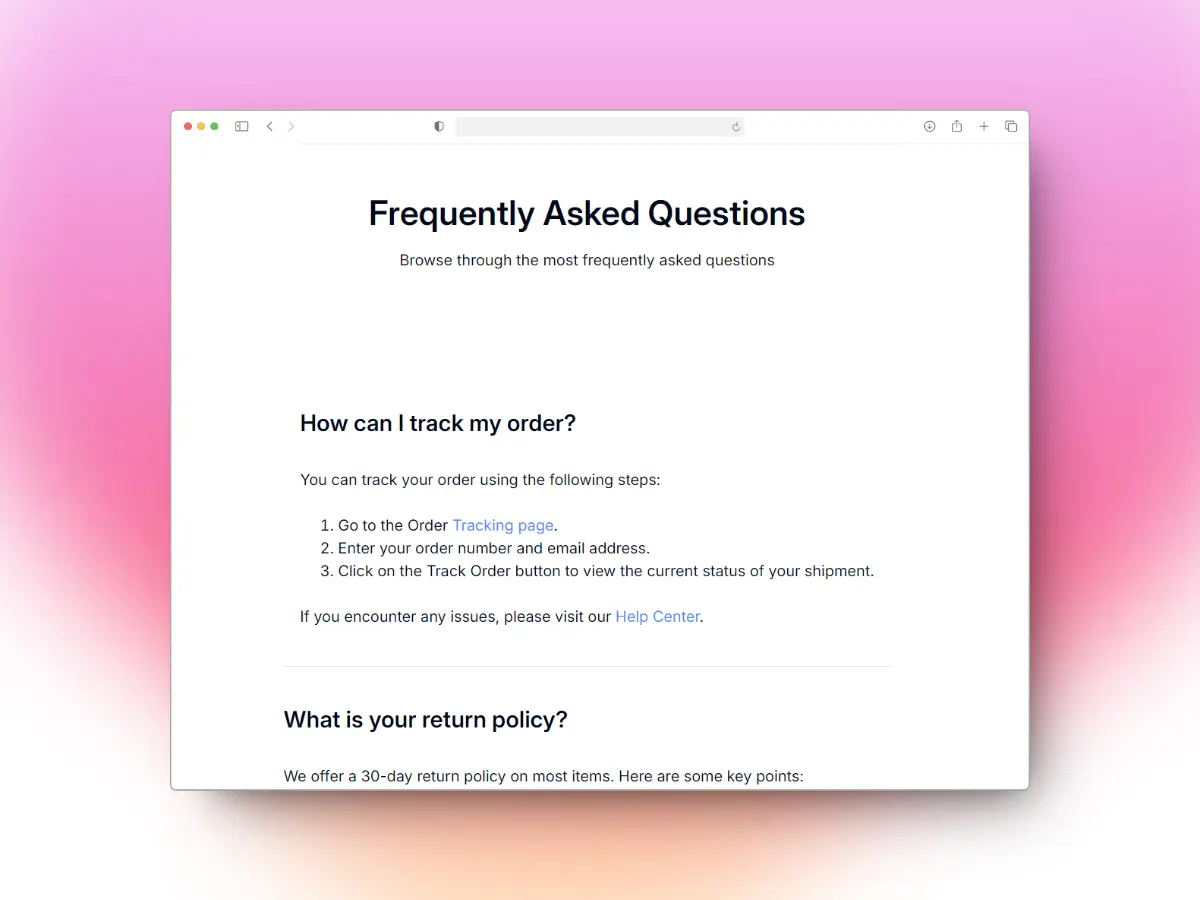 Frequently Asked Questions
Browse through the most frequently asked questions
How can I track my order?
You can track your order using the following steps:
1. Go to the Order Tracking page.
2. Enter your order number and email address.
3. Click on the Track Order button to view the current status of your shipment.
If you encounter any issues, please visit our Help Center.
What is your return policy?
We offer a 30-day return policy on most items. Here are some key points: